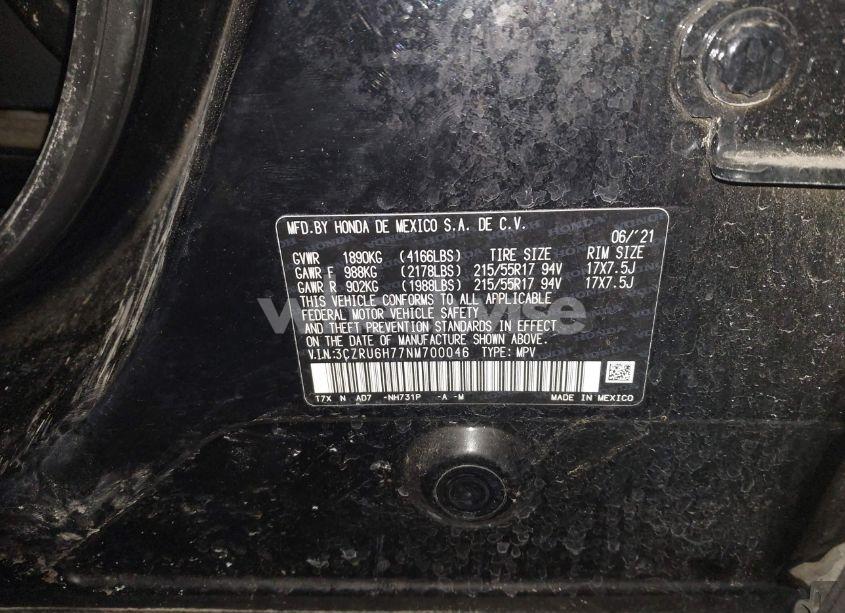 MFD.BY HONDA DE MEXICO S.A. DE C.V.
06/'21
GVWR 1890KG (4166LBS) TIRE SIZE RIM SIZE
GAWR F 988KG (2178LBS) 215/55R17 94V 17X7.5J
GAWR R 902KG (1988LBS) 215/55R17 94V 17X7.5J
THIS VEHICLE CONFORMS TO ALL APPLICABLE
FEDERAL MOTOR VEHICLE SAFETY
AND THEFT PREVENTION STANDARDS IN EFFECT
ON THE DATE OF MANUFACTURE SHOWN ABOVE.
V.I.N:3CZRU6H77NM700046 TYPE: MPV
T7X N AD7 -NH731P -A -M MADE IN MEXICO